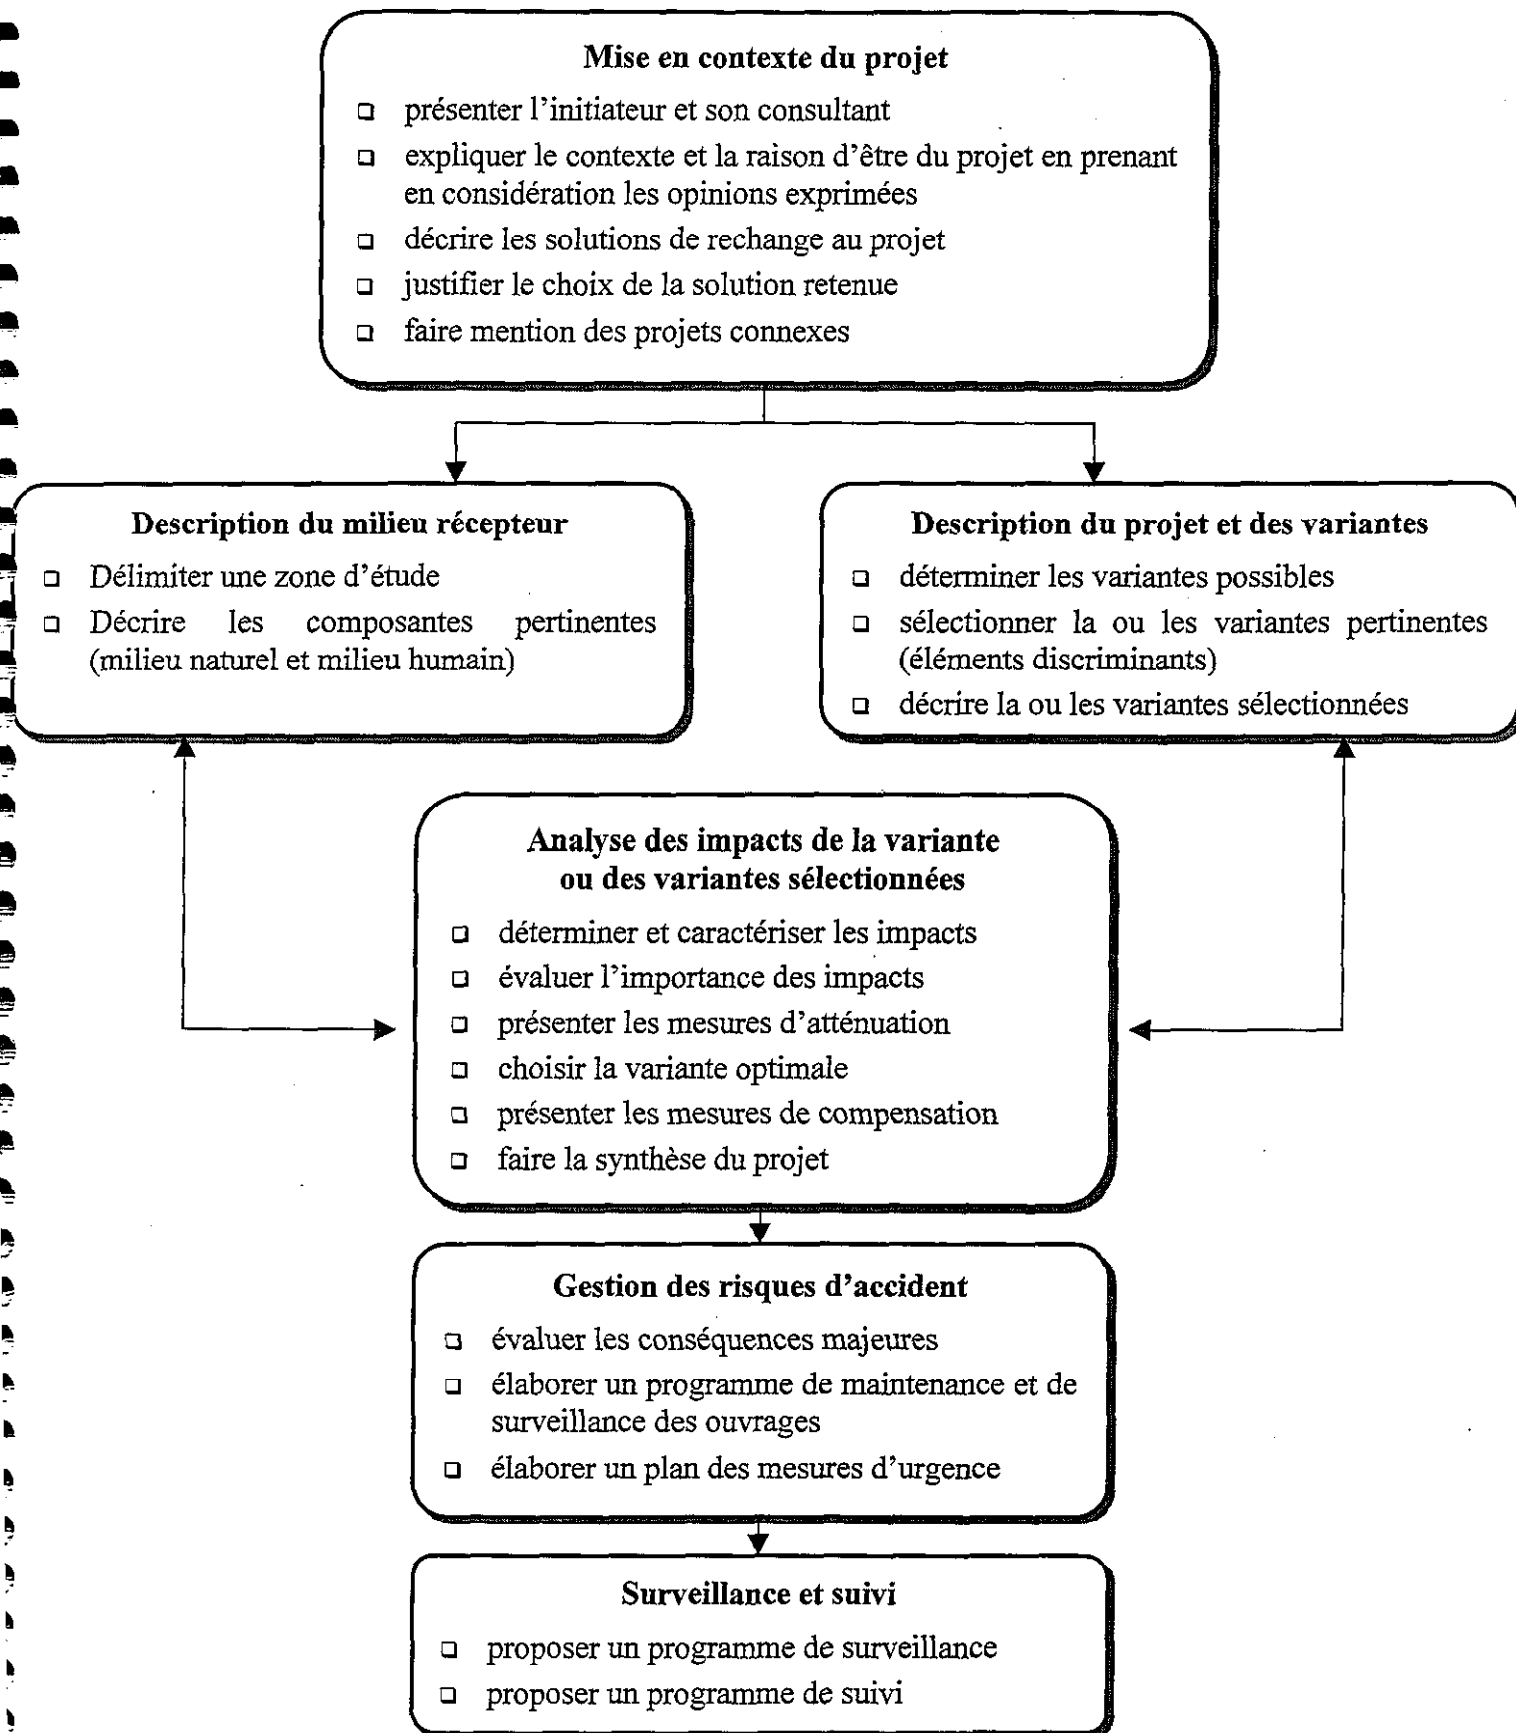 Mise en contexte du projet
❑ présenter l'initiateur et son consultant
❑ expliquer le contexte et la raison d'être du projet en prenant
en considération les opinions exprimées
❑ décrire les solutions de rechange au projet
❑ justifier le choix de la solution retenue
❑ faire mention des projets connexes
Description du milieu récepteur
❑ Délimiter une zone d'étude
❑ Décrire les composantes pertinentes
(milieu naturel et milieu humain)
Description du projet et des variantes
❑ déterminer les variantes possibles
❑ sélectionner la ou les variantes pertinentes
(éléments discriminants)
❑ décrire la ou les variantes sélectionnées
Analyse des impacts de la variante
ou des variantes sélectionnées
❑ déterminer et caractériser les impacts
❑ évaluer l'importance des impacts
❑ présenter les mesures d'atténuation
❑ choisir la variante optimale
❑ présenter les mesures de compensation
❑ faire la synthèse du projet
Gestion des risques d'accident
❑ évaluer les conséquences majeures
❑ élaborer un programme de maintenance et de
surveillance des ouvrages
❑ élaborer un plan des mesures d'urgence
Surveillance et suivi
❑ proposer un programme de surveillance
❑ proposer un programme de suivi